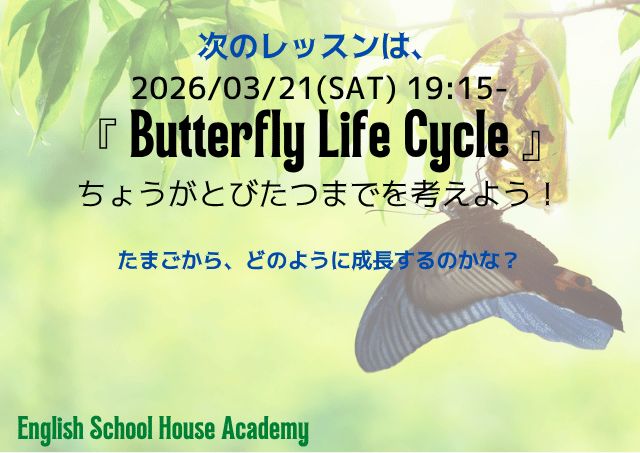 次のレッスンは、
2026/03/21(SAT) 19:15-
『 Butterfly Life Cycle 』
ちょうがとびたつまでを考えよう！
たまごから、どのように成長するのかな？
English School House Academy